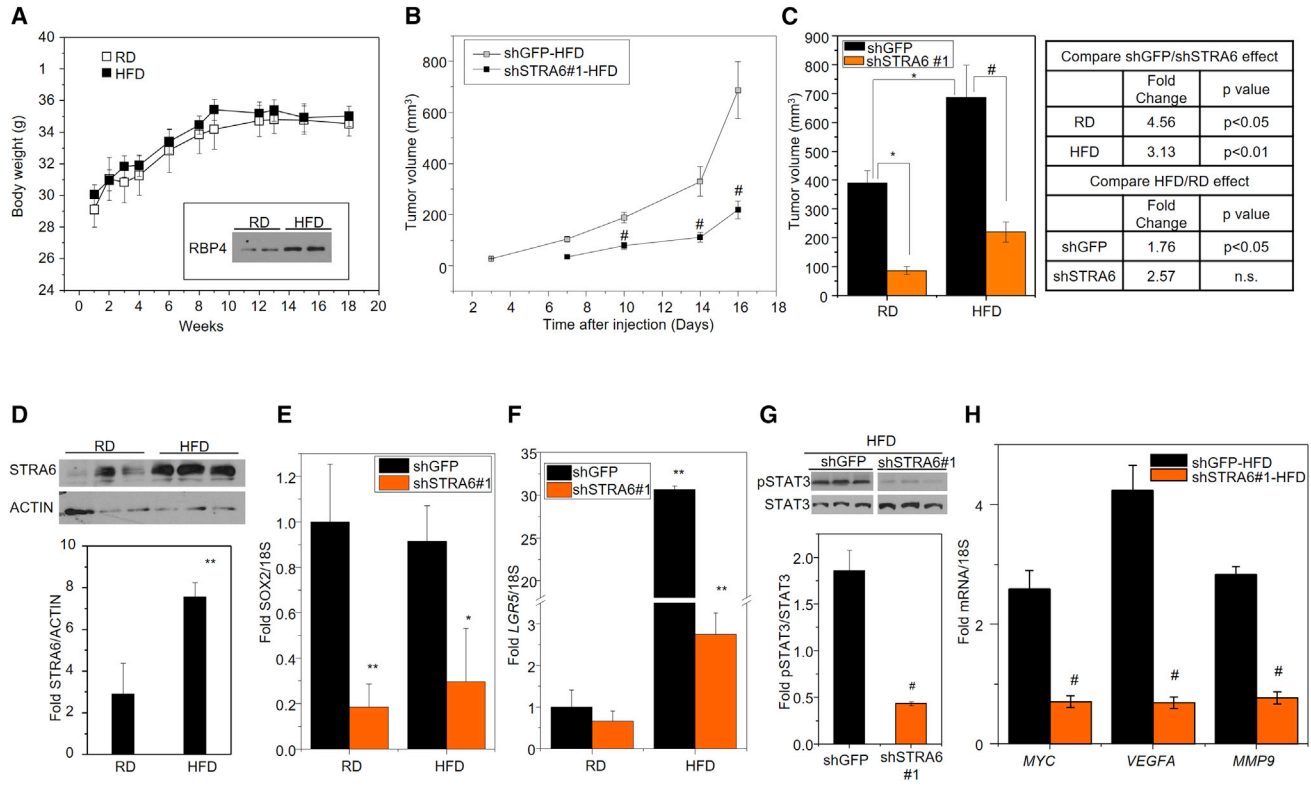 A
40
1
36
34
32
30
28
26
24
0 2 4 6 8 10 12 14 16 18 20
Body weight (g)
Weeks
RD
HFD
RD HFD
RBP4
B
800
600
400
200
0
2 4 6 8 10 12 14 16
Tumor volume (mm3)
Time after injection (Days)
shGFP-HFD
shSTRA6#1-HFD
# # #
C
900
800
700
600
500
400
300
200
100
0
Tumor volume (mm3)
shGFP
shSTRA6 #1
* * #
RD HFD
Compare shGFP/shSTRA6 effect
Fold Change p value
RD 4.56 p<0.05
HFD 3.13 p<0.01
Compare HFD/RD effect
Fold Change p value
shGFP 1.76 p<0.05
shSTRA6 2.57 n.s.
D
RD HFD
STRA6
ACTIN
10
8
6
4
2
0
Fold STRA6/ACTIN
**
RD HFD
E
1.2
1.0
0.8
0.6
0.4
0.2
0.0
Fold SOX2/18S
shGFP
shSTRA6#1
** *
RD HFD
F
35
30
25
20
3
2
1
0
Fold LGR5/18S
shGFP
shSTRA6#1
** **
RD HFD
G
HFD
shGFP shSTRA6#1
pSTAT3
STAT3
2.0
1.5
1.0
0.5
0.0
Fold pSTAT3/STAT3
#
shGFP shSTRA6
#1
H
4
2
0
Fold mRNA/18S
shGFP-HFD
shSTRA6#1-HFD
# # #
MYC VEGFA MMP9